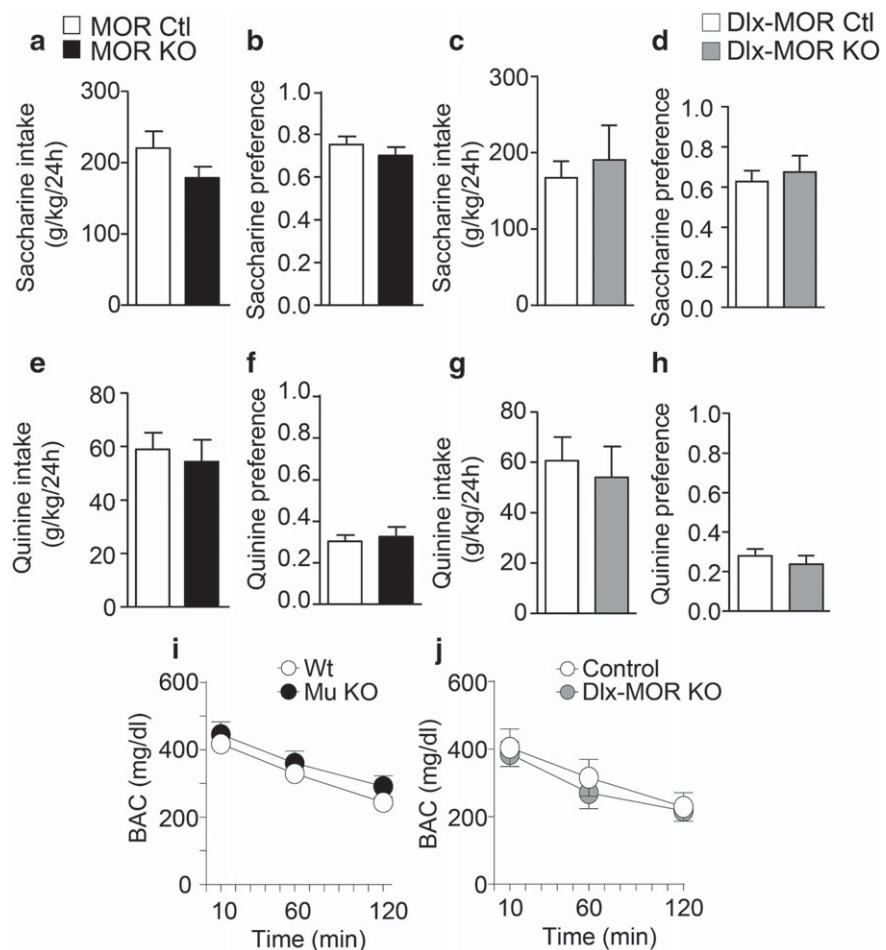 a
MOR Ctl
MOR KO
b
c
Dlx-MOR Ctl
Dlx-MOR KO
d
Saccharine intake
(g/kg/24h)
300
200
100
0
Saccharine preference
1.0
0.8
0.6
0.4
0.2
0.0
Saccharine intake
(g/kg/24h)
300
200
100
0
Saccharine preference
1.0
0.8
0.6
0.4
0.2
0.0
e
f
g
h
Quinine intake
(g/kg/24h)
80
60
40
20
0
Quinine preference
1.0
0.8
0.6
0.4
0.2
0.0
Quinine intake
(g/kg/24h)
80
60
40
20
0
Quinine preference
1.0
0.8
0.6
0.4
0.2
0.0
i
Wt
Mu KO
BAC (mg/dl)
600
400
200
0
10 60 120
Time (min)
j
Control
Dlx-MOR KO
BAC (mg/dl)
600
400
200
0
10 60 120
Time (min)